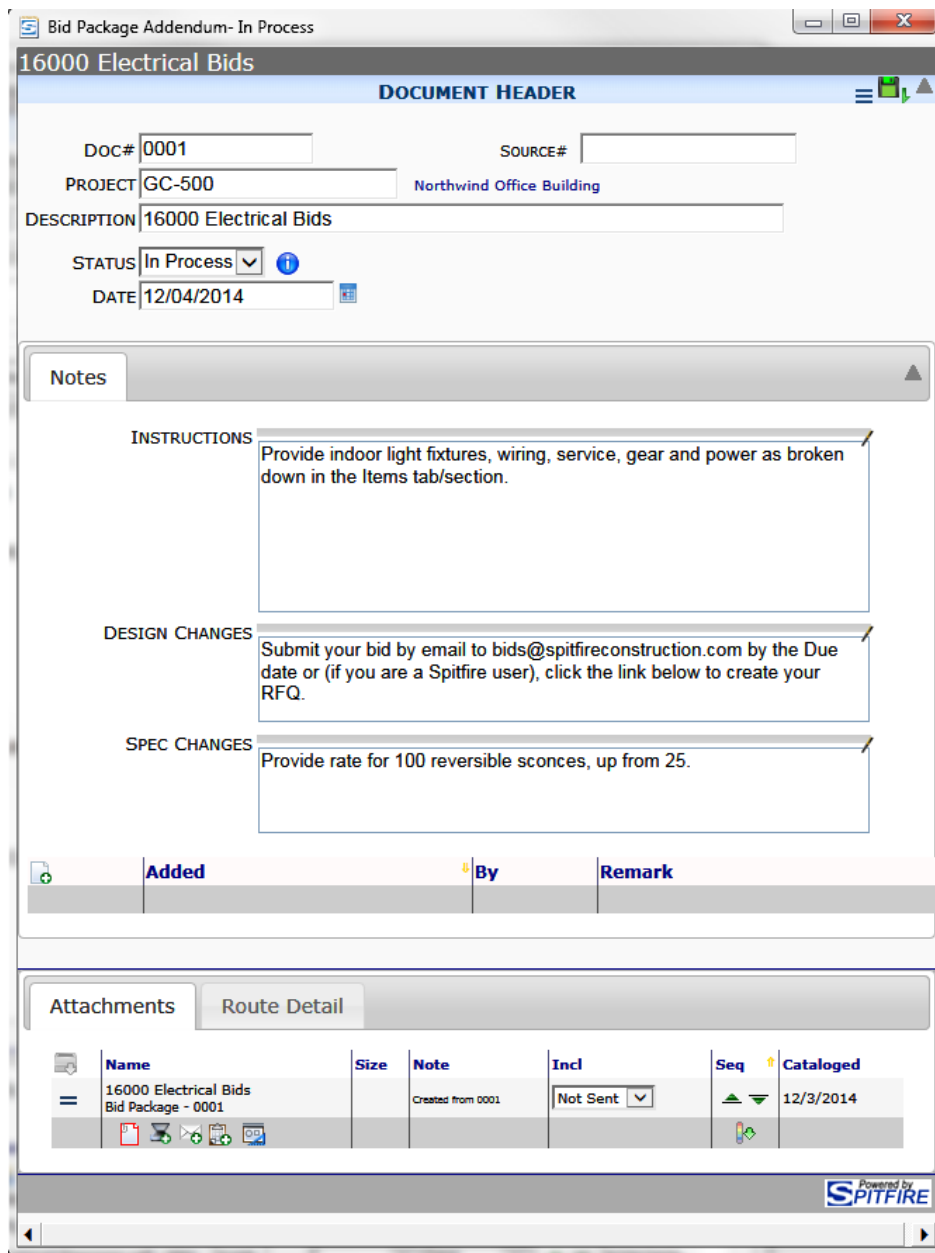 Bid Package Addendum- In Process
16000 Electrical Bids
DOCUMENT HEADER
DOC# 0001 SOURCE#
PROJECT GC-500 Northwind Office Building
DESCRIPTION 16000 Electrical Bids
STATUS In Process
DATE 12/04/2014
Notes
INSTRUCTIONS
Provide indoor light fixtures, wiring, service, gear and power as broken
down in the Items tab/section.
DESIGN CHANGES
Submit your bid by email to bids@spitfireconstruction.com by the Due
date or (if you are a Spitfire user), click the link below to create your
RFQ.
SPEC CHANGES
Provide rate for 100 reversible sconces, up from 25.
Added By Remark
Attachments Route Detail
Name Size Note Incl Seq Cataloged
16000 Electrical Bids Created from 0001 Not Sent 12/3/2014
Bid Package - 0001
Powered by
SPITFIRE